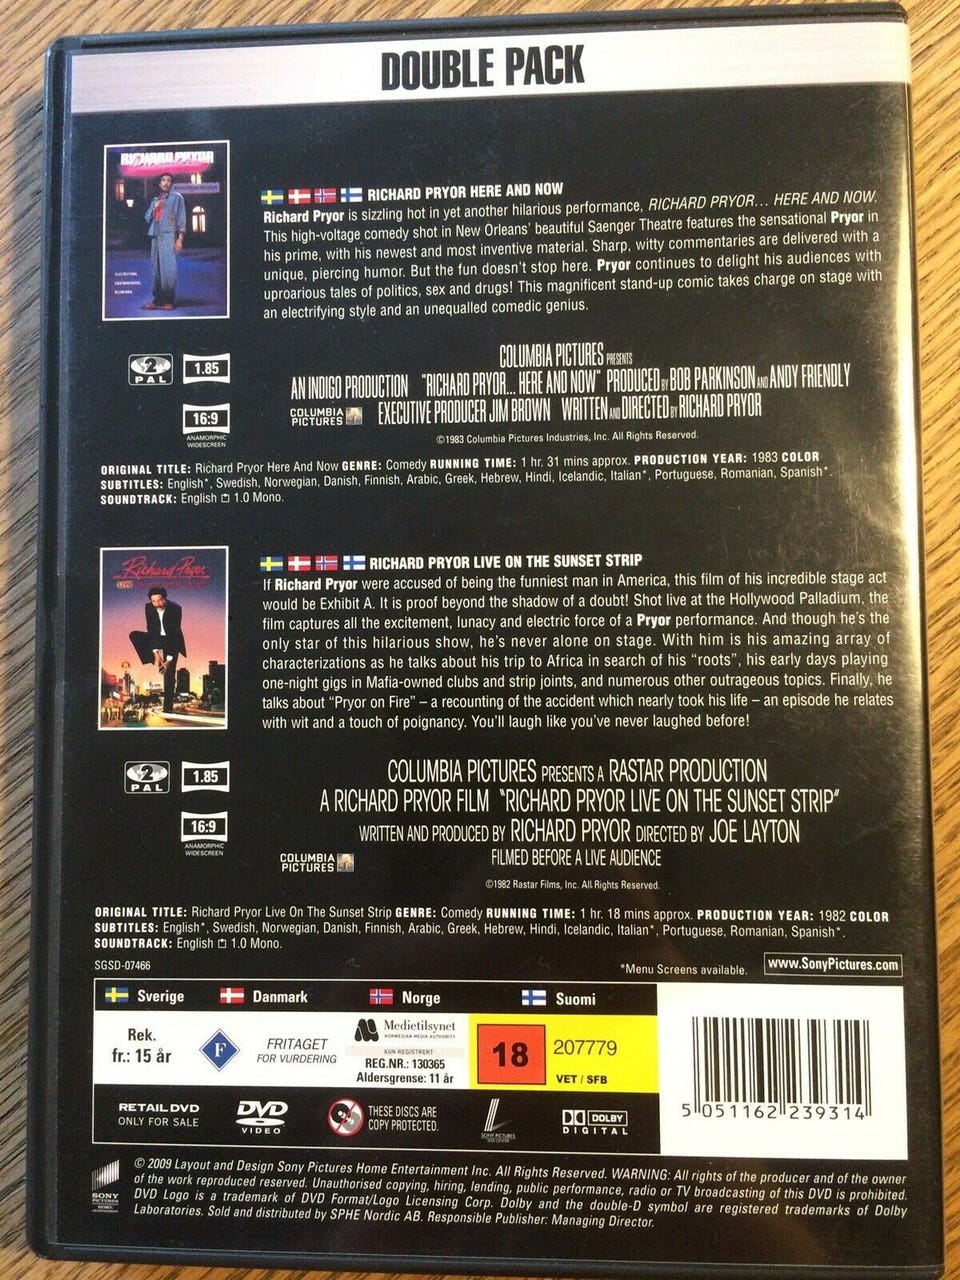 DOUBLE PACK
RICHARD PRYOR
RICHARD PRYOR HERE AND NOW
Richard Pryor is sizzling hot in yet another hilarious performance, RICHARD PRYOR... HERE AND NOW.
This high-voltage comedy shot in New Orleans' beautiful Saenger Theatre features the sensational Pryor in
his prime, with his newest and most inventive material. Sharp, witty commentaries are delivered with a
unique, piercing humor. But the fun doesn't stop here. Pryor continues to delight his audiences with
uproarious tales of politics, sex and drugs! This magnificent stand-up comic takes charge on stage with
an electrifying style and an unequalled comedic genius.
2
PAL
1.85
16:9
ANAMORPHIC
WIDESCREEN
COLUMBIA PICTURES PRESENTS
AN INDIGO PRODUCTION "RICHARD PRYOR... HERE AND NOW" PRODUCED BY BOB PARKINSON AND ANDY FRIENDLY
COLUMBIA
PICTURES
EXECUTIVE PRODUCER JIM BROWN WRITTEN AND DIRECTED BY RICHARD PRYOR
©1983 Columbia Pictures Industries, Inc. All Rights Reserved.
ORIGINAL TITLE: Richard Pryor Here And Now GENRE: Comedy RUNNING TIME: 1 hr. 31 mins approx. PRODUCTION YEAR: 1983 COLOR
SUBTITLES: English*, Swedish, Norwegian, Danish, Finnish, Arabic, Greek, Hebrew, Hindi, Icelandic, Italian*, Portuguese, Romanian, Spanish*.
SOUNDTRACK: English 1.0 Mono.
Richard Pryor
LIVE
RICHARD PRYOR LIVE ON THE SUNSET STRIP
If Richard Pryor were accused of being the funniest man in America, this film of his incredible stage act
would be Exhibit A. It is proof beyond the shadow of a doubt! Shot live at the Hollywood Palladium, the
film captures all the excitement, lunacy and electric force of a Pryor performance. And though he's the
only star of this hilarious show, he's never alone on stage. With him is his amazing array of
characterizations as he talks about his trip to Africa in search of his "roots", his early days playing
one-night gigs in Mafia-owned clubs and strip joints, and numerous other outrageous topics. Finally, he
talks about "Pryor on Fire" – a recounting of the accident which nearly took his life – an episode he relates
with wit and a touch of poignancy. You'll laugh like you've never laughed before!
2
PAL
1.85
16:9
ANAMORPHIC
WIDESCREEN
COLUMBIA PICTURES PRESENTS A RASTAR PRODUCTION
A RICHARD PRYOR FILM "RICHARD PRYOR LIVE ON THE SUNSET STRIP"
WRITTEN AND PRODUCED BY RICHARD PRYOR DIRECTED BY JOE LAYTON
COLUMBIA
PICTURES
FILMED BEFORE A LIVE AUDIENCE
©1982 Rastar Films, Inc. All Rights Reserved.
ORIGINAL TITLE: Richard Pryor Live On The Sunset Strip GENRE: Comedy RUNNING TIME: 1 hr. 18 mins approx. PRODUCTION YEAR: 1982 COLOR
SUBTITLES: English*, Swedish, Norwegian, Danish, Finnish, Arabic, Greek, Hebrew, Hindi, Icelandic, Italian*, Portuguese, Romanian, Spanish*.
SOUNDTRACK: English 1.0 Mono.
SGSD-07466
*Menu Screens available.
www.SonyPictures.com
Sverige Danmark Norge Suomi
Rek.
fr.: 15 år
F
FRITAGET
FOR VURDERING
Medietilsynet
NORWEGIAN MEDIA AUTHORITY
KUN REGISTRERT
REG.NR.: 130365
Aldersgrense: 11 år
18
207779
VET / SFB
RETAIL DVD
ONLY FOR SALE
DVD
VIDEO
THESE DISCS ARE
COPY PROTECTED.
SONY PICTURES
DVD CENTER
DOLBY
DIGITAL
5 051162 239314
SONY
PICTURES
HOME
ENTERTAINMENT
© 2009 Layout and Design Sony Pictures Home Entertainment Inc. All Rights Reserved. WARNING: All rights of the producer and of the owner
of the work reproduced reserved. Unauthorised copying, hiring, lending, public performance, radio or TV broadcasting of this DVD is prohibited.
DVD Logo is a trademark of DVD Format/Logo Licensing Corp. Dolby and the double-D symbol are registered trademarks of Dolby
Laboratories. Sold and distributed by SPHE Nordic AB. Responsible Publisher: Managing Director.